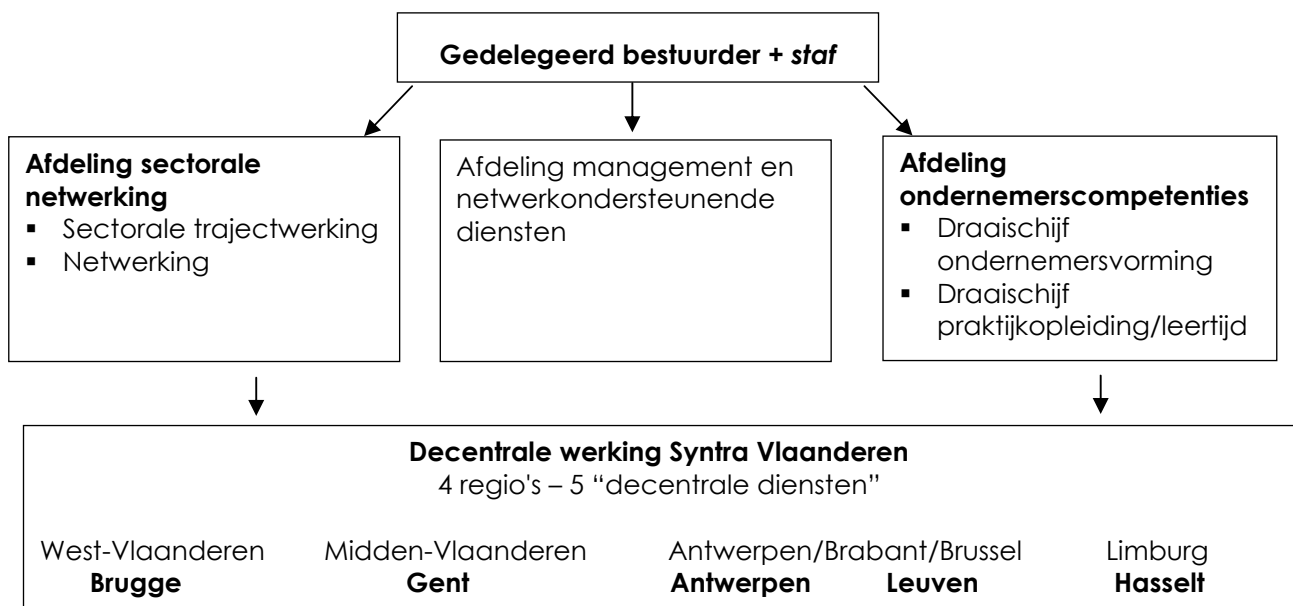 Gedelegeerd bestuurder + staf
Afdeling sectorale
netwerking
▪ Sectorale trajectwerking
▪ Netwerking
Afdeling management en
netwerkondersteunende
diensten
Afdeling
ondernemerscompetenties
▪ Draaischijf
ondernemersvorming
▪ Draaischijf
praktijkopleiding/leertijd
Decentrale werking Syntra Vlaanderen
4 regio's – 5 “decentrale diensten”
West-Vlaanderen Midden-Vlaanderen Antwerpen/Brabant/Brussel Limburg
Brugge Gent Antwerpen Leuven Hasselt